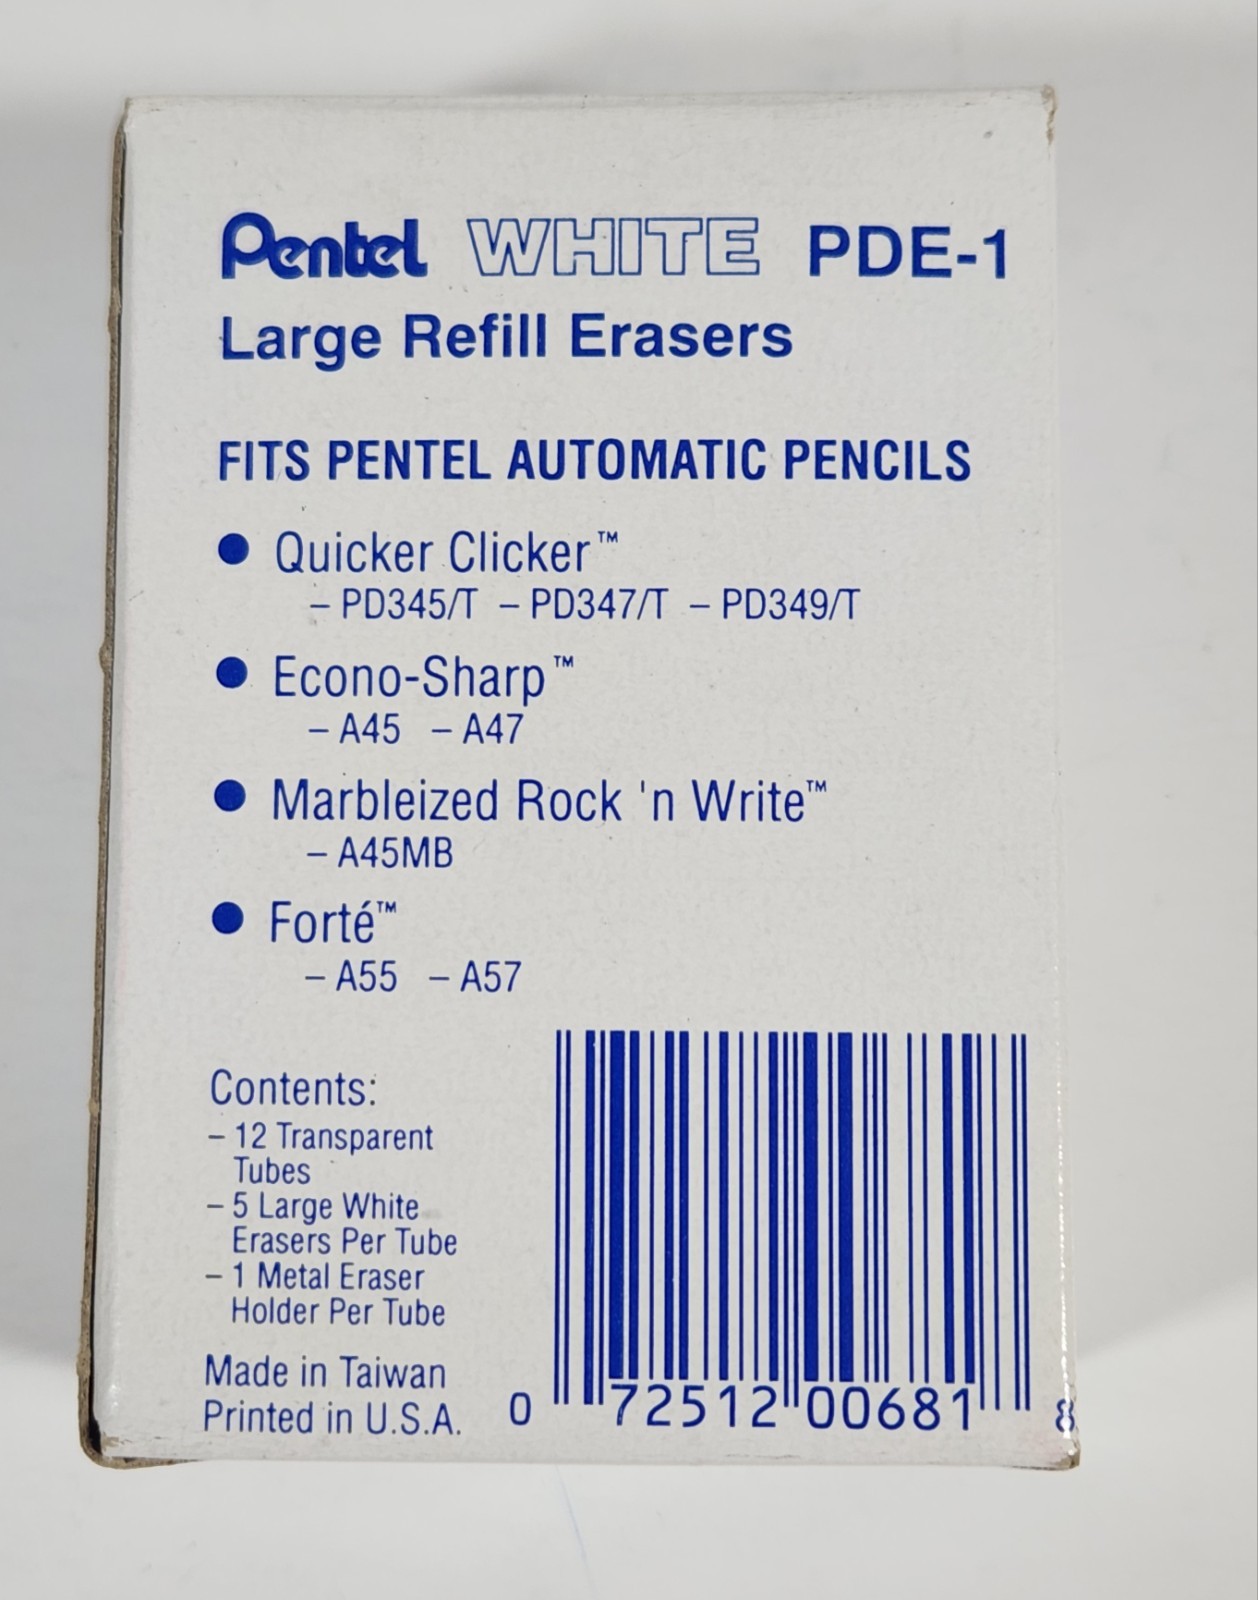 Pentel WHITE PDE-1
Large Refill Erasers
FITS PENTEL AUTOMATIC PENCILS
● Quicker Clicker™
– PD345/T – PD347/T – PD349/T
● Econo-Sharp™
– A45 – A47
● Marbleized Rock 'n Write™
– A45MB
● Forté™
– A55 – A57
Contents:
– 12 Transparent
Tubes
– 5 Large White
Erasers Per Tube
– 1 Metal Eraser
Holder Per Tube
Made in Taiwan
Printed in U.S.A.
0 72512 00681 8